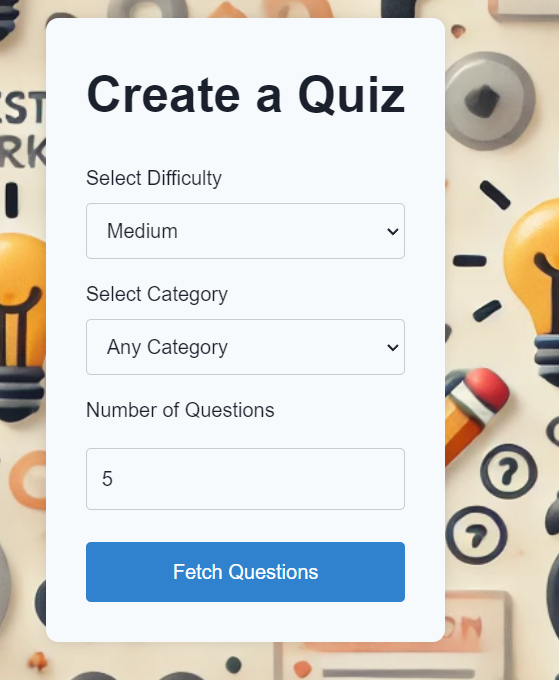 Create a Quiz
Select Difficulty
Medium
Select Category
Any Category
Number of Questions
5
Fetch Questions